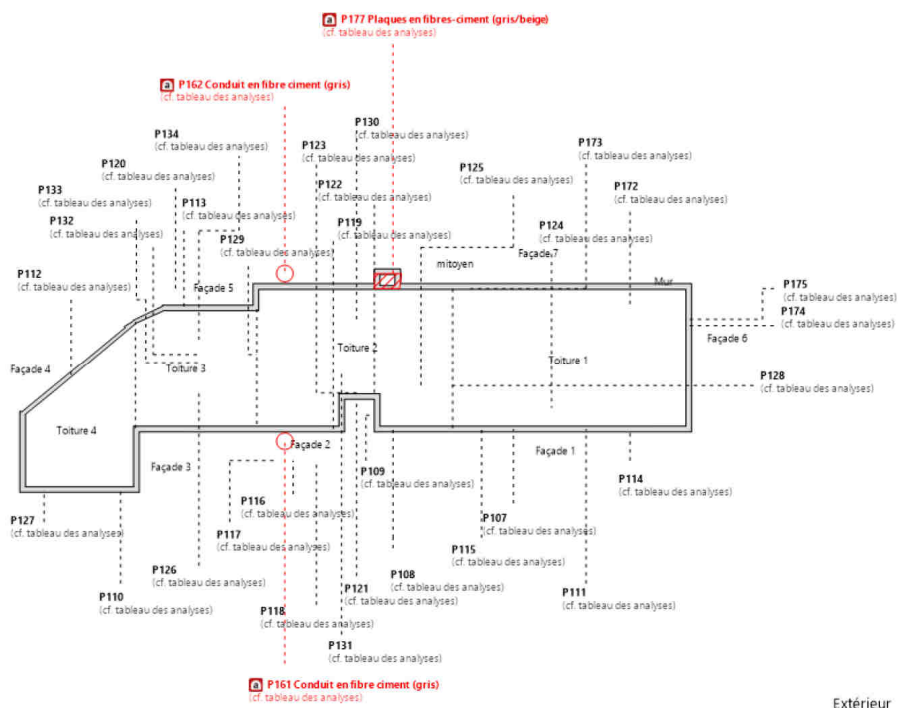 a P177 Plaques en fibres-ciment (gris/beige)
(cf. tableau des analyses)
a P162 Conduit en fibre ciment (gris)
(cf. tableau des analyses)
P134
(cf. tableau des analyses)
P130
(cf. tableau des analyses)
P123
(cf. tableau des analyses)
P173
(cf. tableau des analyses)
P120
(cf. tableau des analyses)
P125
(cf. tableau des analyses)
P133
(cf. tableau des analyses)
P122
(cf. tableau des analyses)
P172
(cf. tableau des analyses)
P113
(cf. tableau des analyses)
P132
(cf. tableau des analyses)
P119
(cf. tableau des analyses)
P124
(cf. tableau des analyses)
P129
(cf. tableau des analyses)
Façade 7
mitoyen
P112
(cf. tableau des analyses)
Façade 5
Mur
P175
(cf. tableau des analyses)
P174
(cf. tableau des analyses)
Façade 6
Toiture 2
Toiture 1
Façade 4
Toiture 3
P128
(cf. tableau des analyses)
Toiture 4
Façade 2
Façade 1
Façade 3
P109
(cf. tableau des analyses)
P114
(cf. tableau des analyses)
P116
(cf. tableau des analyses)
P107
(cf. tableau des analyses)
P127
(cf. tableau des analyses)
P117
(cf. tableau des analyses)
P115
(cf. tableau des analyses)
P126
(cf. tableau des analyses)
P108
(cf. tableau des analyses)
P121
(cf. tableau des analyses)
P110
(cf. tableau des analyses)
P111
(cf. tableau des analyses)
P118
(cf. tableau des analyses)
P131
(cf. tableau des analyses)
a P161 Conduit en fibre ciment (gris)
(cf. tableau des analyses)
Extérieur